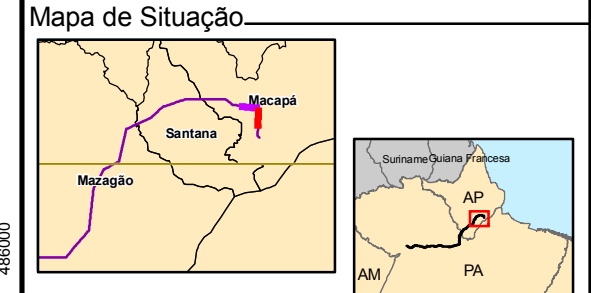 Mapa de Situação
Macapá
Santana
Mazagão
486000
Suriname
Guiana Francesa
AP
AM
PA